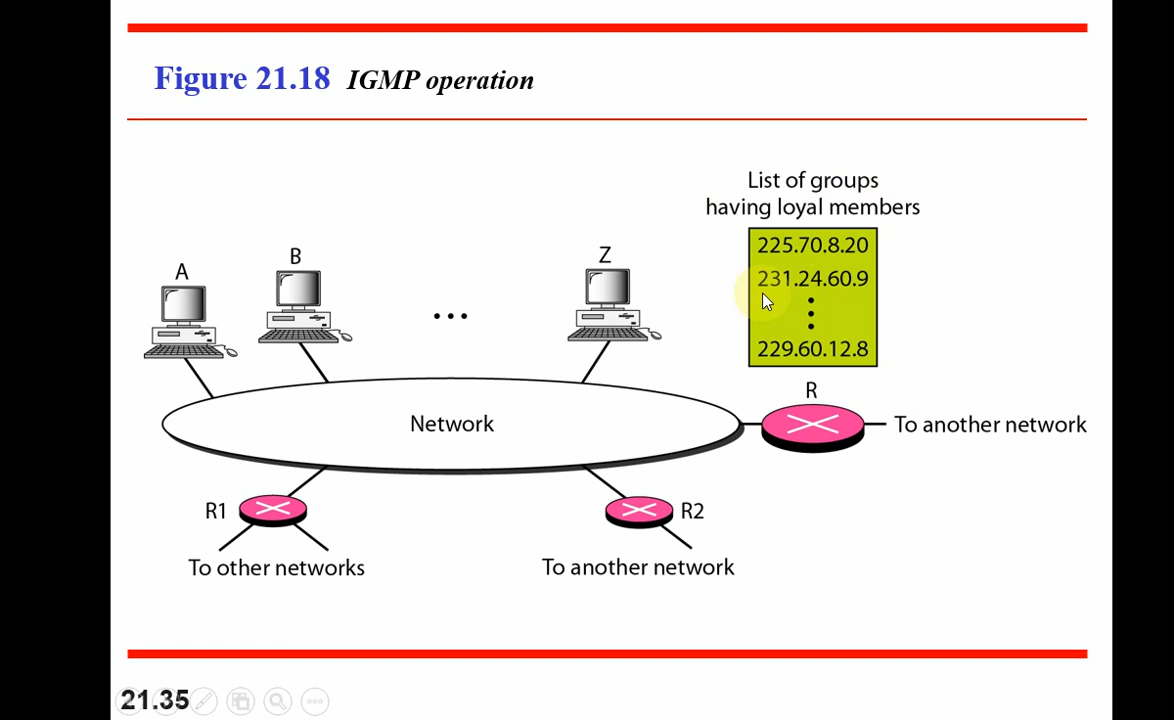 Figure 21.18 IGMP operation
List of groups
having loyal members
225.70.8.20
231.24.60.9
229.60.12.8
A
B
Z
...
Network
R
To another network
R1
To other networks
R2
To another network
21.35